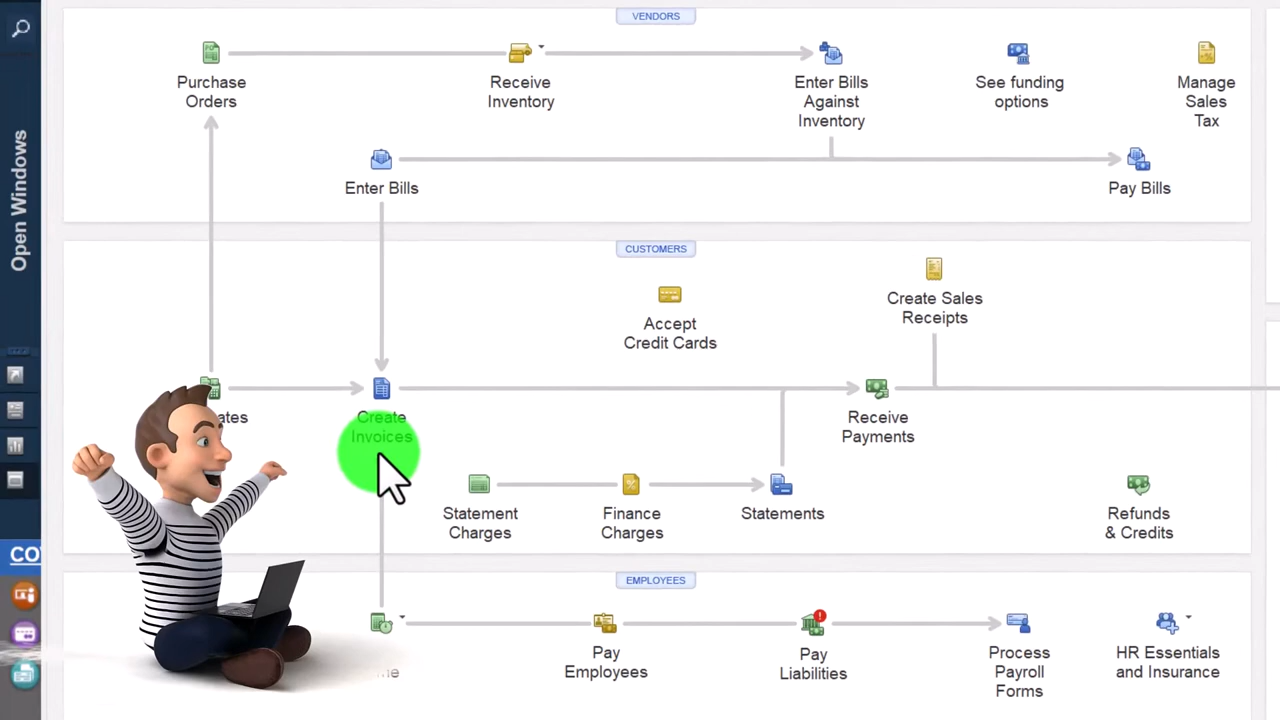 VENDORS
Purchase
Orders
Receive
Inventory
Enter Bills
Against
Inventory
See funding
options
Manage
Sales
Tax
Enter Bills
Pay Bills
Open Windows
CUSTOMERS
Create Sales
Receipts
Accept
Credit Cards
ates
Create
Invoices
Receive
Payments
Statement
Charges
Finance
Charges
Statements
Refunds
& Credits
CO
EMPLOYEES
me
Pay
Employees
Pay
Liabilities
Process
Payroll
Forms
HR Essentials
and Insurance